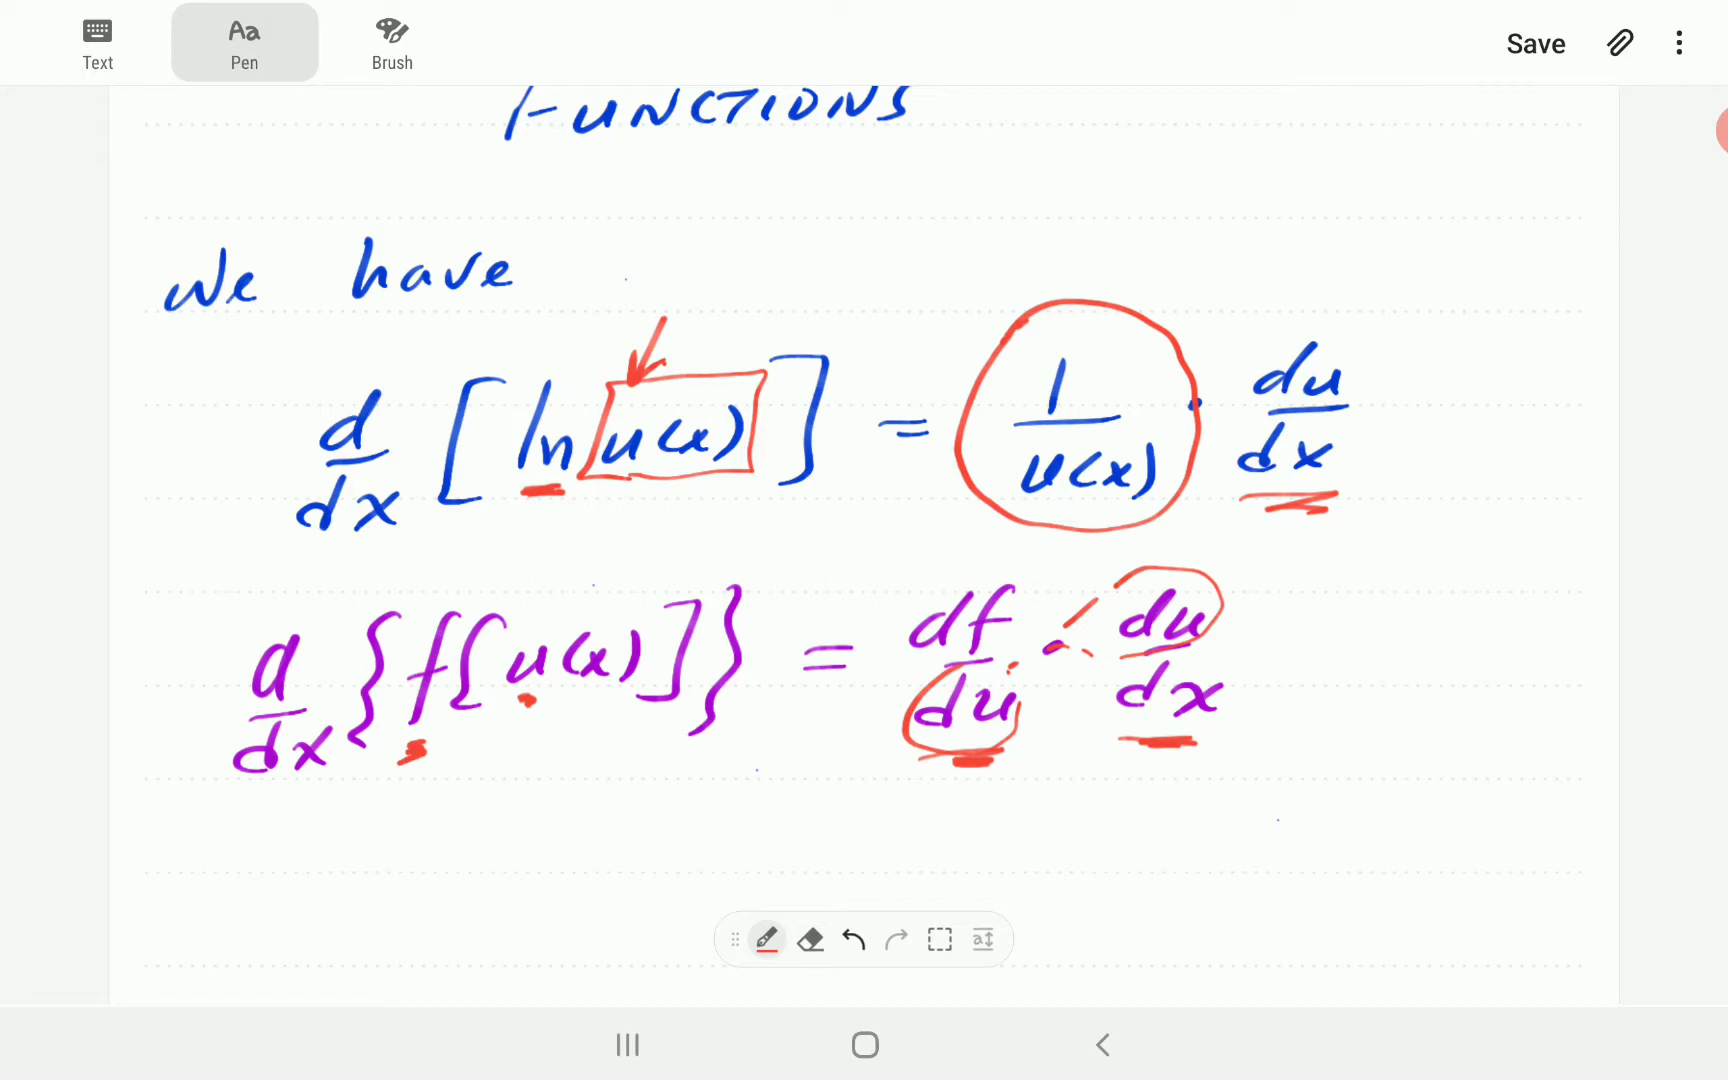 Text Pen Brush Save
FUNCTIONS
We have
d/dx [ln u(x)] = 1/u(x) · du/dx
d/dx {f[u(x)]} = df/du · du/dx